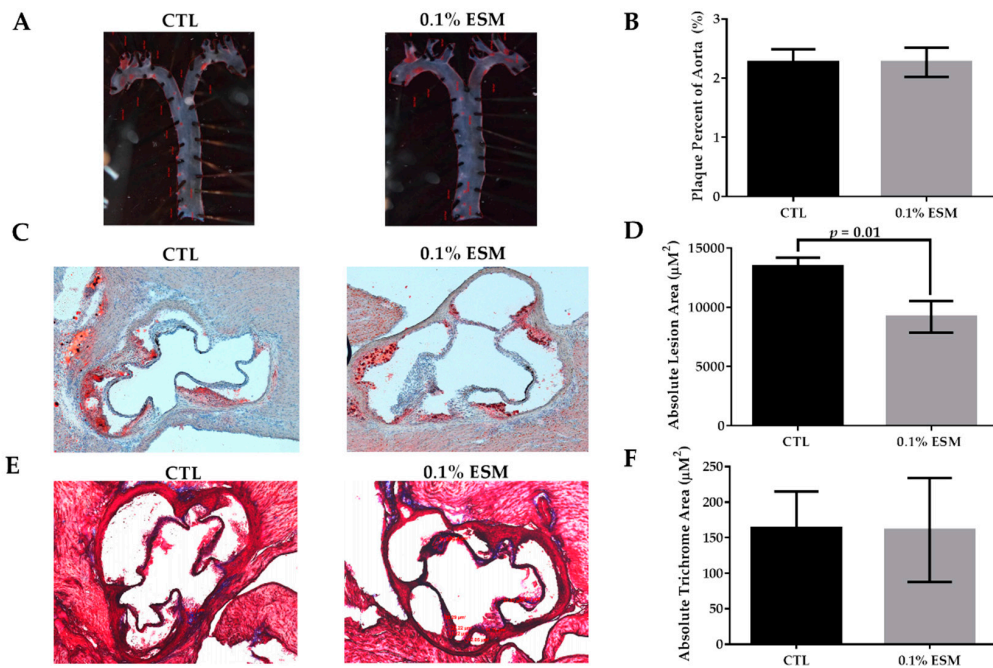 A
CTL
0.1% ESM
B
Plaque Percent of Aorta (%)
3
2
1
0
CTL
0.1% ESM
C
CTL
0.1% ESM
D
p = 0.01
Absolute Lesion Area (μM²)
15000
10000
5000
0
CTL
0.1% ESM
E
CTL
0.1% ESM
F
Absolute Trichrome Area (μM²)
250
200
150
100
50
0
CTL
0.1% ESM